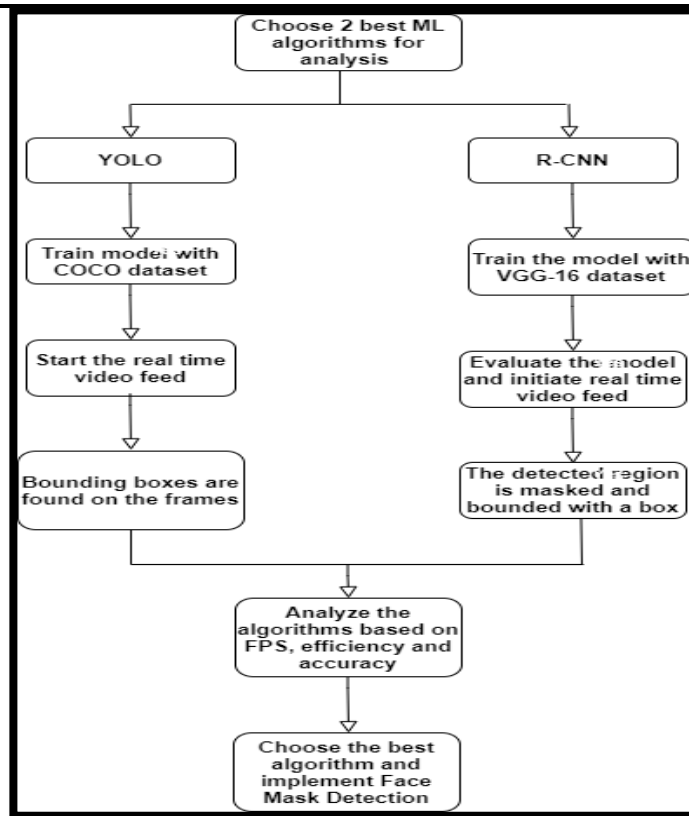 Choose 2 best ML
algorithms for
analysis
YOLO
R-CNN
Train model with
COCO dataset
Train the model with
VGG-16 dataset
Start the real time
video feed
Evaluate the model
and initiate real time
video feed
Bounding boxes are
found on the frames
The detected region
is masked and
bounded with a box
Analyze the
algorithms based on
FPS, efficiency and
accuracy
Choose the best
algorithm and
implement Face
Mask Detection